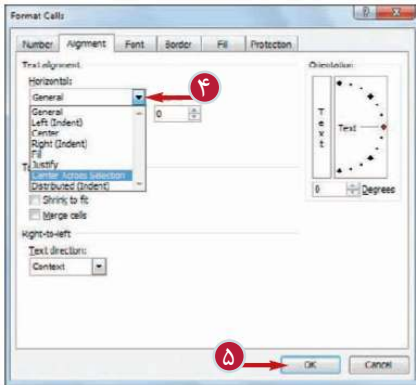 Format Cells
Number Alignment Font Border Fill Protection
Text alignment
Horizontal:
General
General
Left (Indent)
Center
Right (Indent)
Fill
Justify
Center Across Selection
Distributed (Indent)
0
۴
Shrink to fit
Merge cells
Right-to-left
Text direction:
Context
Orientation
Text
Text
0 Degrees
۵
OK Cancel